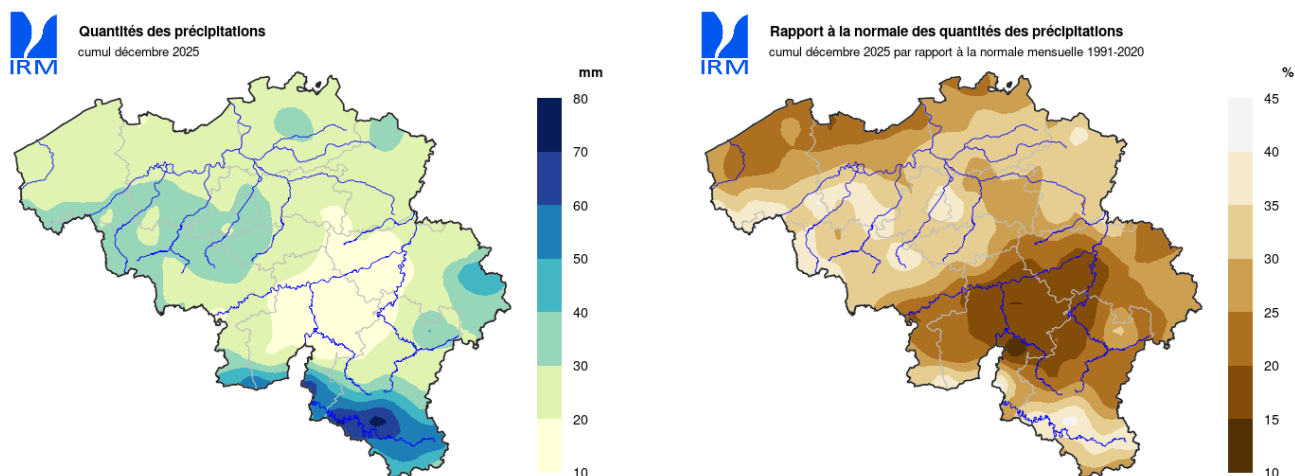 IRM
Quantités des précipitations
cumul décembre 2025
mm
80
70
60
50
40
30
20
10
IRM
Rapport à la normale des quantités des précipitations
cumul décembre 2025 par rapport à la normale mensuelle 1991-2020
%
45
40
35
30
25
20
15
10